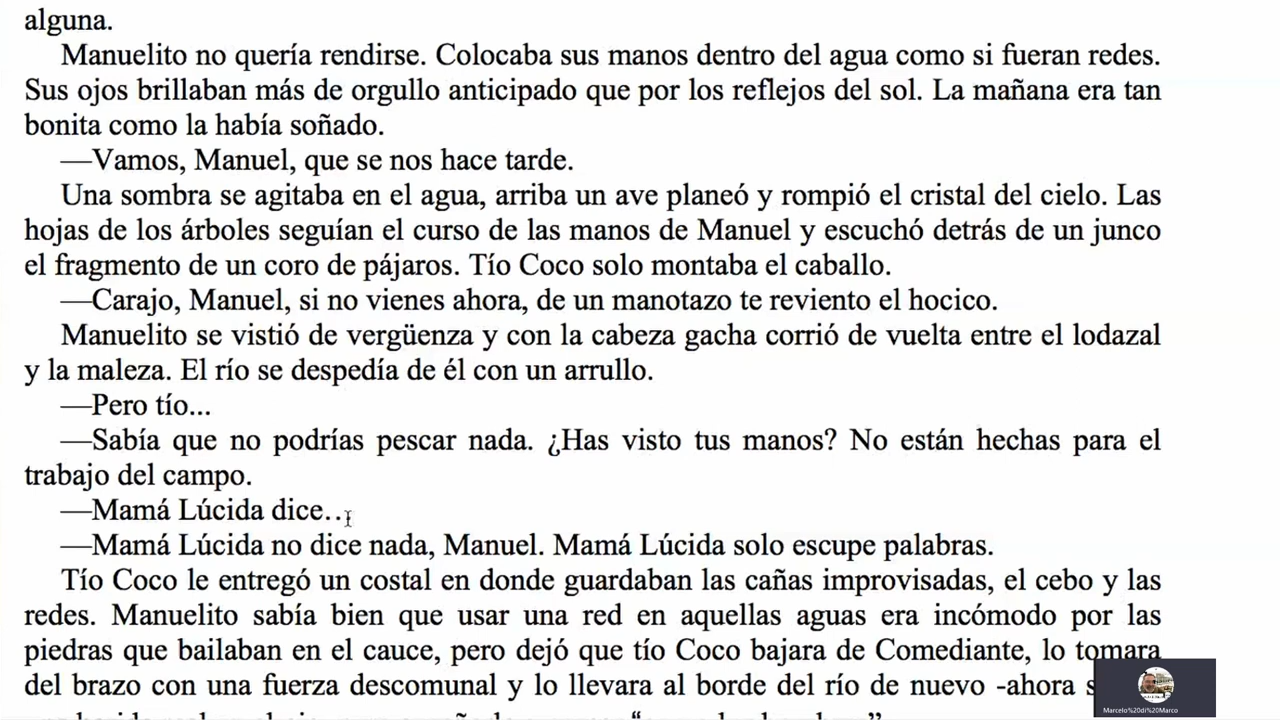 alguna.
Manuelito no quería rendirse. Colocaba sus manos dentro del agua como si fueran redes.
Sus ojos brillaban más de orgullo anticipado que por los reflejos del sol. La mañana era tan
bonita como la había soñado.
—Vamos, Manuel, que se nos hace tarde.
Una sombra se agitaba en el agua, arriba un ave planeó y rompió el cristal del cielo. Las
hojas de los árboles seguían el curso de las manos de Manuel y escuchó detrás de un junco
el fragmento de un coro de pájaros. Tío Coco solo montaba el caballo.
—Carajo, Manuel, si no vienes ahora, de un manotazo te reviento el hocico.
Manuelito se vistió de vergüenza y con la cabeza gacha corrió de vuelta entre el lodazal
y la maleza. El río se despedía de él con un arrullo.
—Pero tío...
—Sabía que no podrías pescar nada. ¿Has visto tus manos? No están hechas para el
trabajo del campo.
—Mamá Lúcida dice...
—Mamá Lúcida no dice nada, Manuel. Mamá Lúcida solo escupe palabras.
Tío Coco le entregó un costal en donde guardaban las cañas improvisadas, el cebo y las
redes. Manuelito sabía bien que usar una red en aquellas aguas era incómodo por las
piedras que bailaban en el cauce, pero dejó que tío Coco bajara de Comediante, lo tomara
del brazo con una fuerza descomunal y lo llevara al borde del río de nuevo -ahora
Marcelo%20di%20Marco